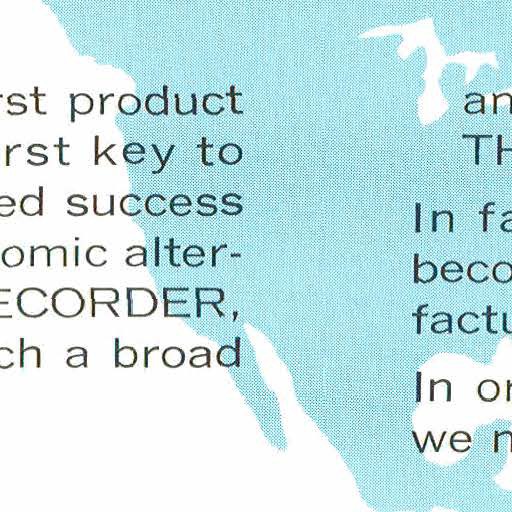 rst product
rst key to
ed success
omic alter-
ECORDER,
ch a broad
an
TH
In fa
beco
factu
In or
we n